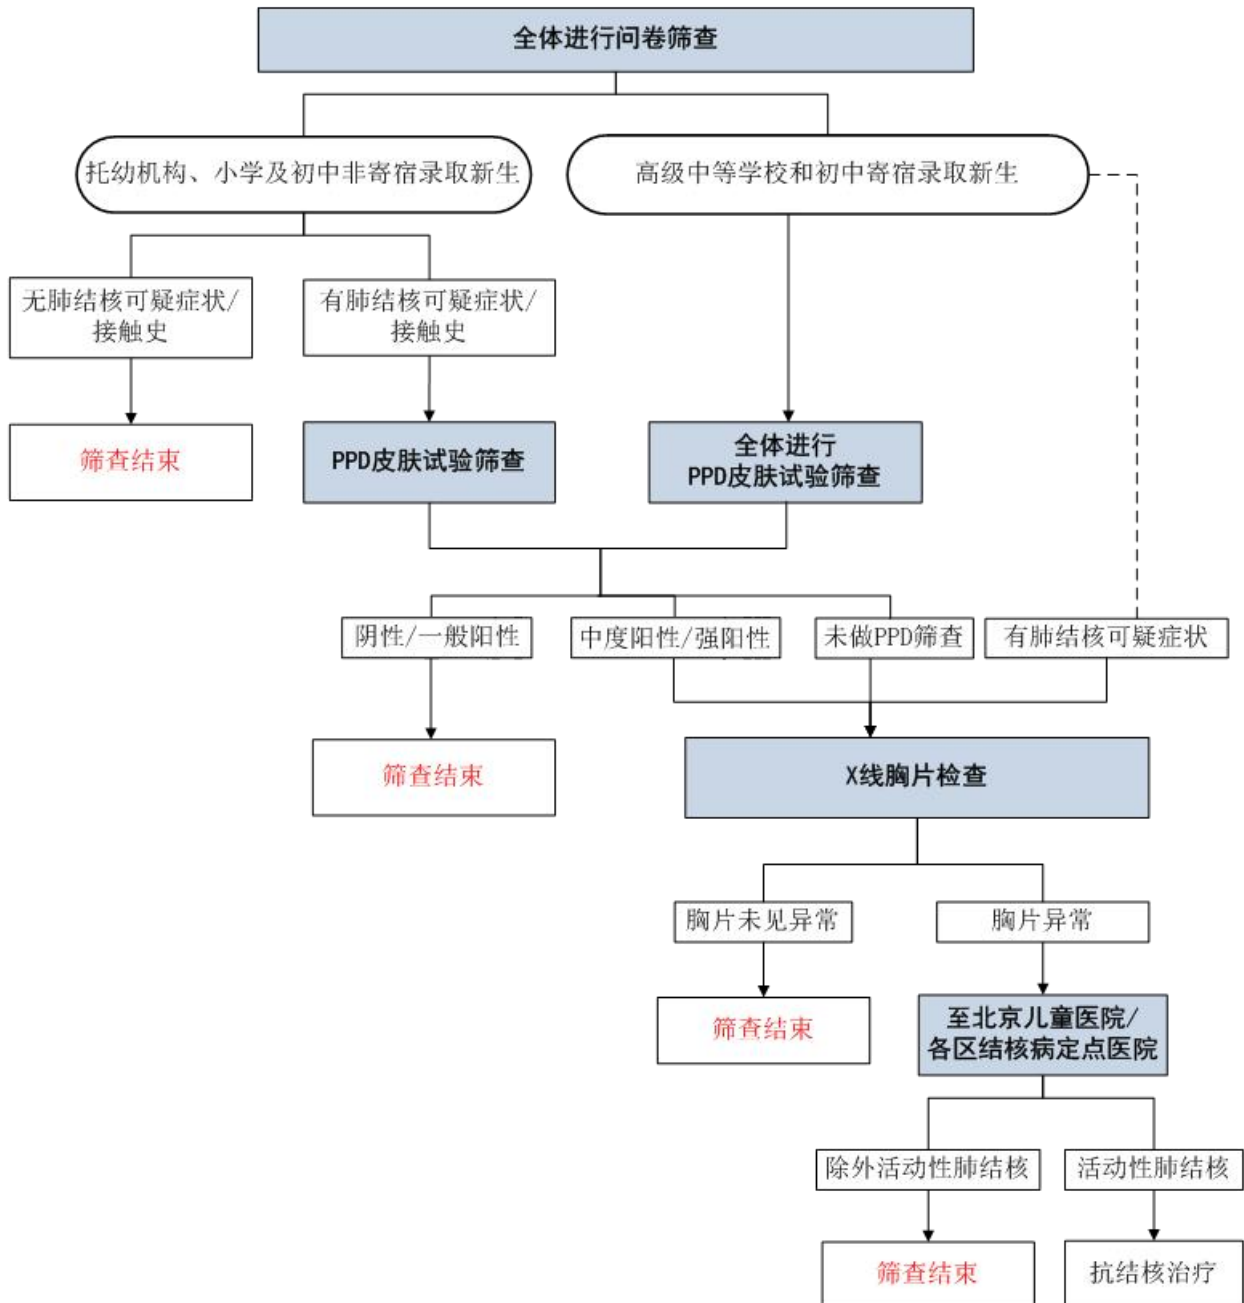 全体进行问卷筛查
托幼机构、小学及初中非寄宿录取新生
高级中等学校和初中寄宿录取新生
无肺结核可疑症状/
接触史
有肺结核可疑症状/
接触史
筛查结束
PPD皮肤试验筛查
全体进行
PPD皮肤试验筛查
阴性/一般阳性
中度阳性/强阳性
未做PPD筛查
有肺结核可疑症状
筛查结束
X线胸片检查
胸片未见异常
胸片异常
筛查结束
至北京儿童医院/
各区结核病定点医院
除外活动性肺结核
活动性肺结核
筛查结束
抗结核治疗